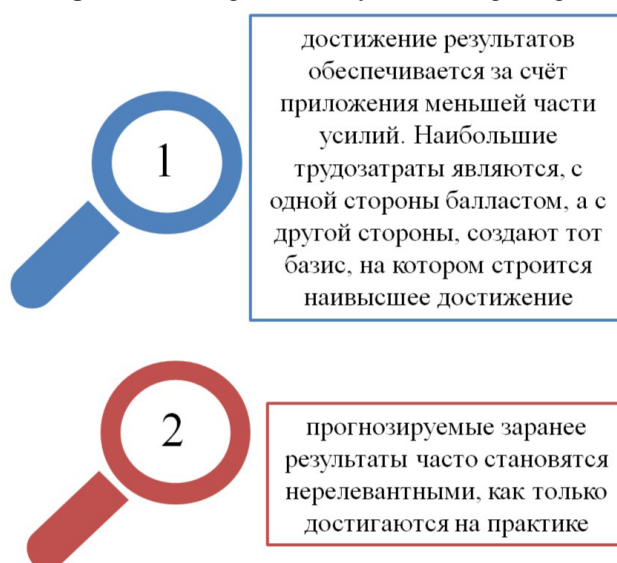 1
достижение результатов
обеспечивается за счёт
приложения меньшей части
усилий. Наибольшие
трудозатраты являются, с
одной стороны балластом, а с
другой стороны, создают тот
базис, на котором строится
наивысшее достижение
2
прогнозируемые заранее
результаты часто становятся
нерелевантными, как только
достигаются на практике